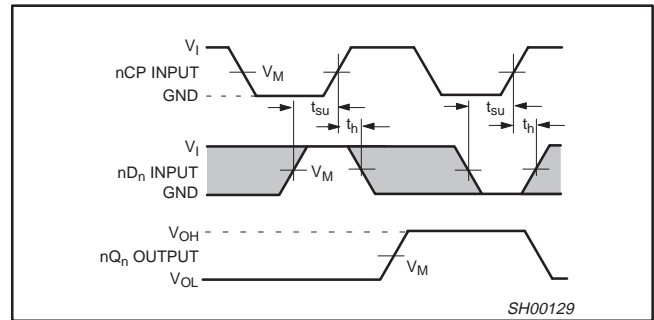 VI
nCP INPUT
VM
GND
tsu
th
tsu
th
VI
nDn INPUT
VM
GND
VOH
nQn OUTPUT
VM
VOL
SH00129